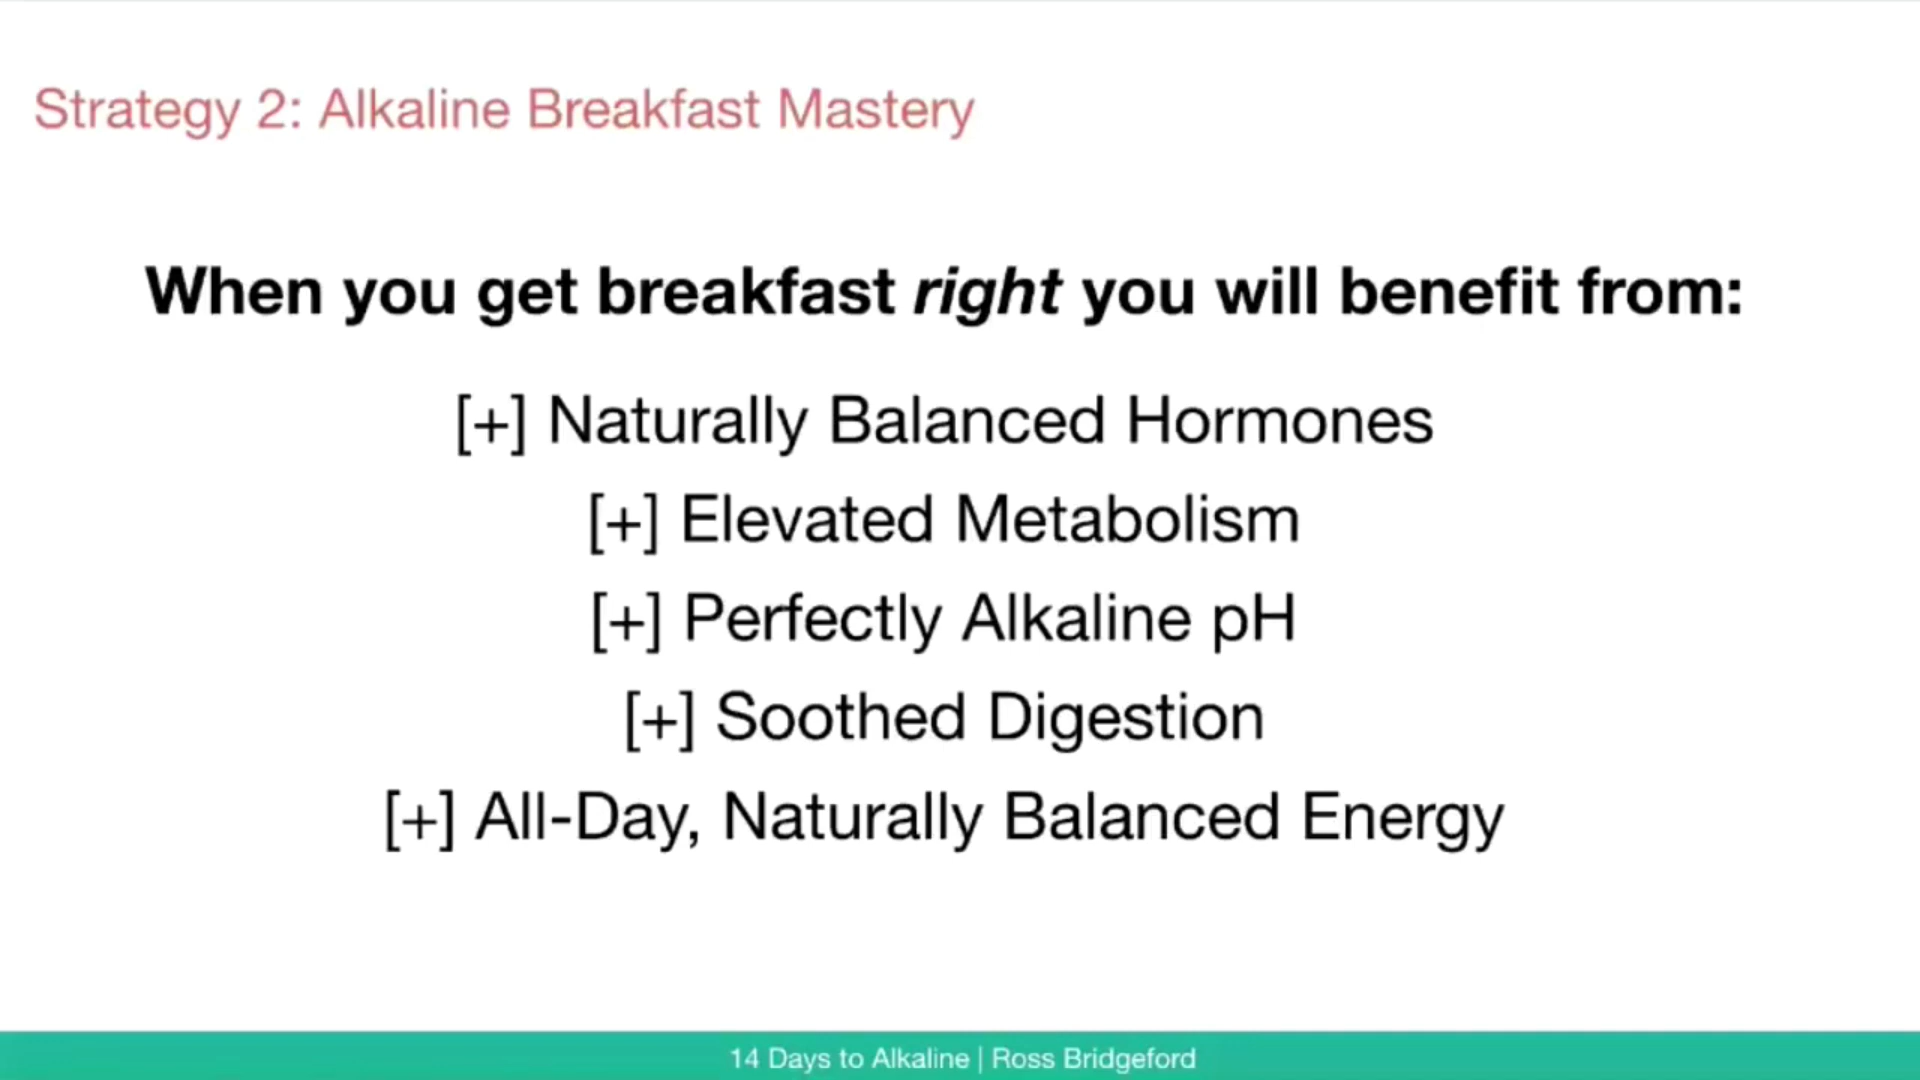 Strategy 2: Alkaline Breakfast Mastery
When you get breakfast right you will benefit from:
[+] Naturally Balanced Hormones
[+] Elevated Metabolism
[+] Perfectly Alkaline pH
[+] Soothed Digestion
[+] All-Day, Naturally Balanced Energy
14 Days to Alkaline | Ross Bridgeford